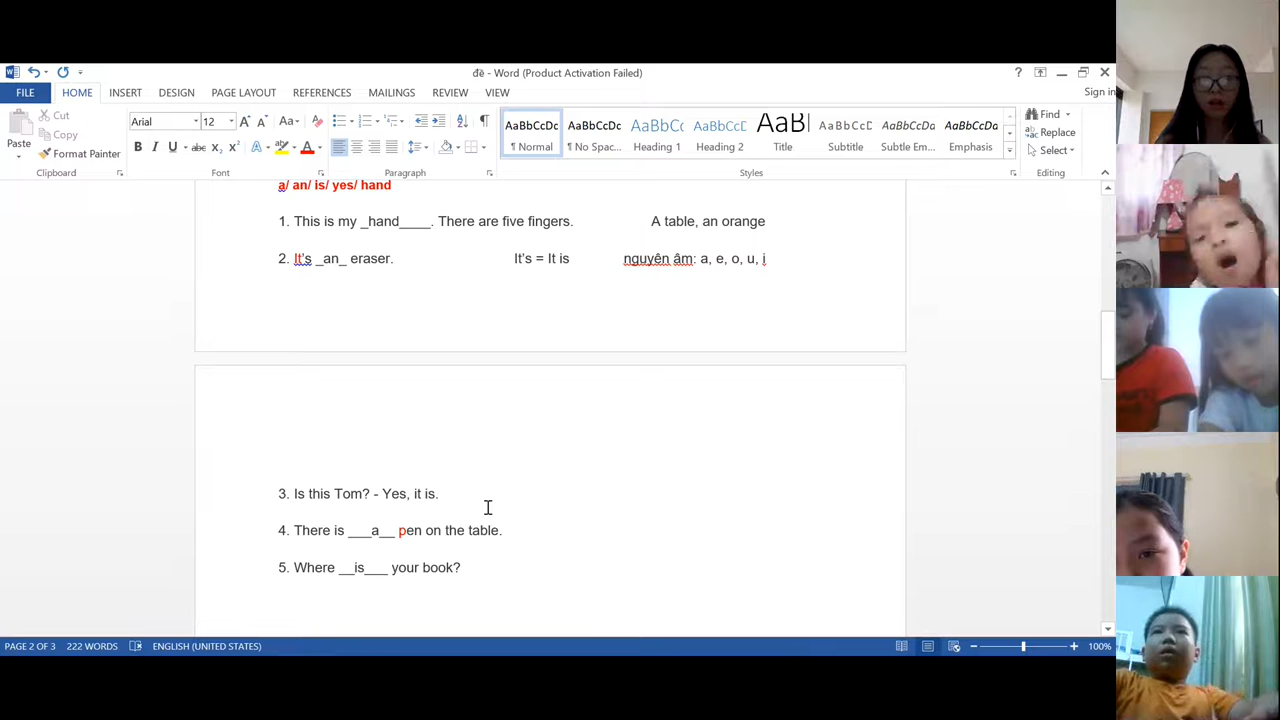 đề - Word (Product Activation Failed)
FILE HOME INSERT DESIGN PAGE LAYOUT REFERENCES MAILINGS REVIEW VIEW Sign in
Paste
Cut
Copy
Format Painter
Clipboard
Arial 12
Font
Paragraph
AaBbCcDc AaBbCcDc AaBbCc AaBbCcD AaB AaBbCcD AaBbCcDc AaBbCcDc
¶ Normal ¶ No Spac... Heading 1 Heading 2 Title Subtitle Subtle Em... Emphasis
Styles
Find
Replace
Select
Editing
a/ an/ is/ yes/ hand
1. This is my _hand____. There are five fingers. A table, an orange
2. It's _an_ eraser. It's = It is nguyên âm: a, e, o, u, i
3. Is this Tom? - Yes, it is.
4. There is ___a__ pen on the table.
5. Where __is___ your book?
PAGE 2 OF 3 222 WORDS ENGLISH (UNITED STATES) 100%